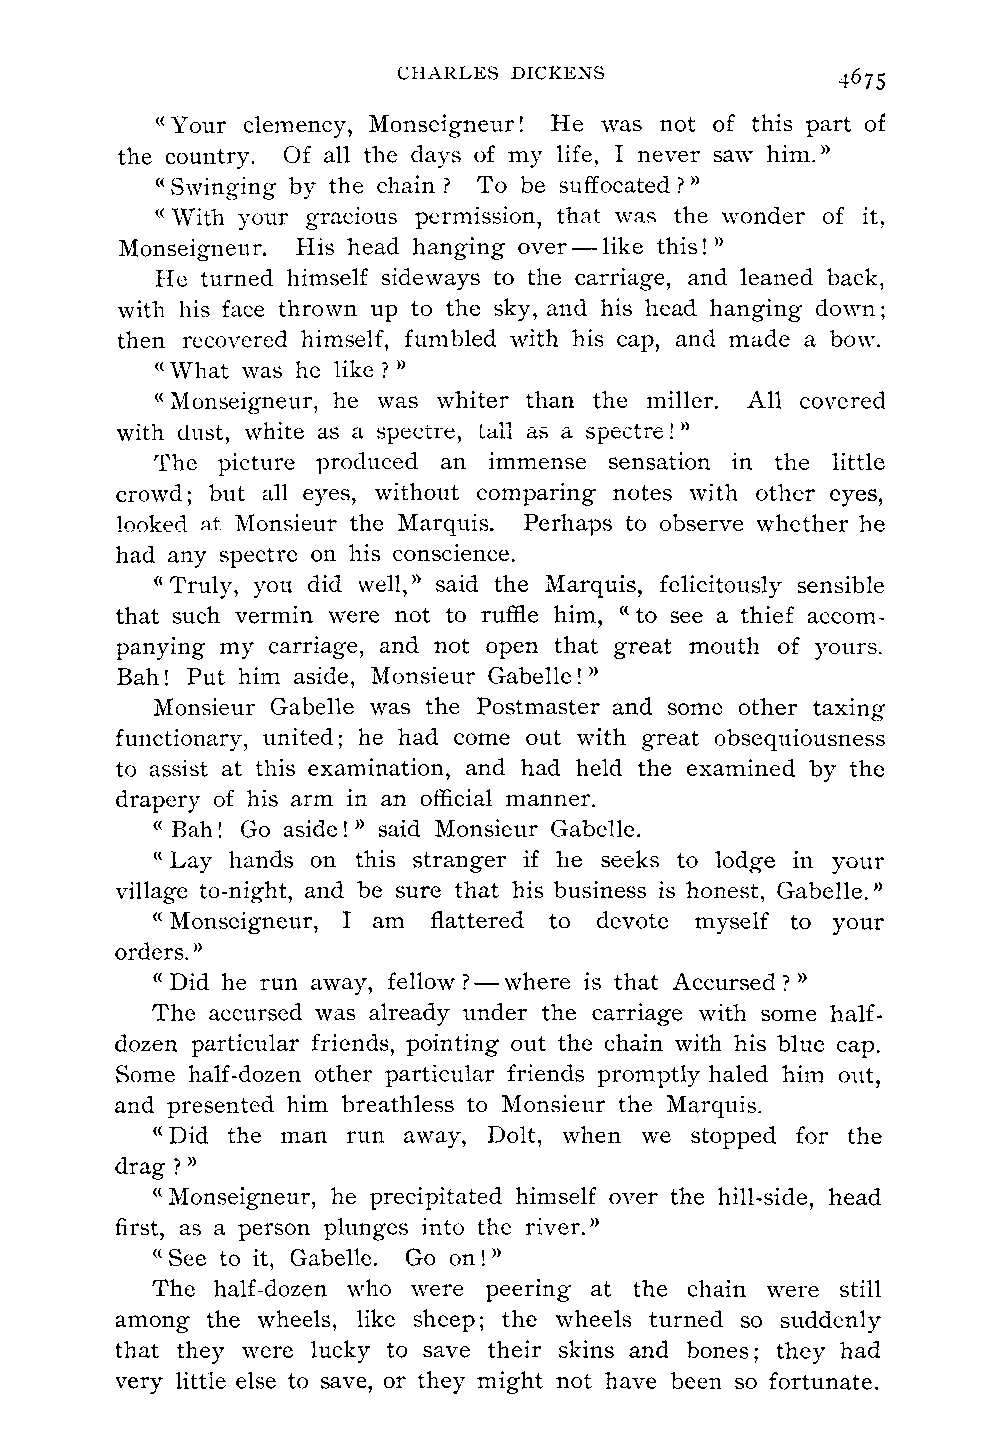 CHARLES DICKENS 4675
“Your clemency, Monseigneur! He was not of this part of
the country. Of all the days of my life, I never saw him.”
“Swinging by the chain? To be suffocated?”
“With your gracious permission, that was the wonder of it,
Monseigneur. His head hanging over—like this!”
He turned himself sideways to the carriage, and leaned back,
with his face thrown up to the sky, and his head hanging down;
then recovered himself, fumbled with his cap, and made a bow.
“What was he like?”
“Monseigneur, he was whiter than the miller. All covered
with dust, white as a spectre, tall as a spectre!”
The picture produced an immense sensation in the little
crowd; but all eyes, without comparing notes with other eyes,
looked at Monsieur the Marquis. Perhaps to observe whether he
had any spectre on his conscience.
“Truly, you did well,” said the Marquis, felicitously sensible
that such vermin were not to ruffle him, “to see a thief accom-
panying my carriage, and not open that great mouth of yours.
Bah! Put him aside, Monsieur Gabelle!”
Monsieur Gabelle was the Postmaster and some other taxing
functionary, united; he had come out with great obsequiousness
to assist at this examination, and had held the examined by the
drapery of his arm in an official manner.
“Bah! Go aside!” said Monsieur Gabelle.
“Lay hands on this stranger if he seeks to lodge in your
village to-night, and be sure that his business is honest, Gabelle.”
“Monseigneur, I am flattered to devote myself to your
orders.”
“Did he run away, fellow?—where is that Accursed?”
The accursed was already under the carriage with some half-
dozen particular friends, pointing out the chain with his blue cap.
Some half-dozen other particular friends promptly haled him out,
and presented him breathless to Monsieur the Marquis.
“Did the man run away, Dolt, when we stopped for the
drag?”
“Monseigneur, he precipitated himself over the hill-side, head
first, as a person plunges into the river.”
“See to it, Gabelle. Go on!”
The half-dozen who were peering at the chain were still
among the wheels, like sheep; the wheels turned so suddenly
that they were lucky to save their skins and bones; they had
very little else to save, or they might not have been so fortunate.